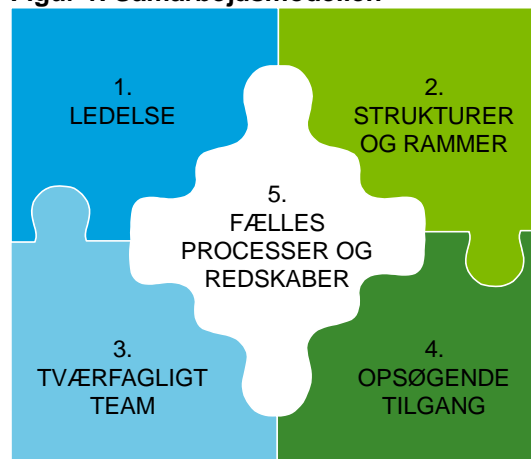 1.
LEDELSE
2.
STRUKTURER
OG RAMMER
5.
FÆLLES
PROCESSER OG
REDSKABER
3.
TVÆRFAGLIGT
TEAM
4.
OPSØGENDE
TILGANG